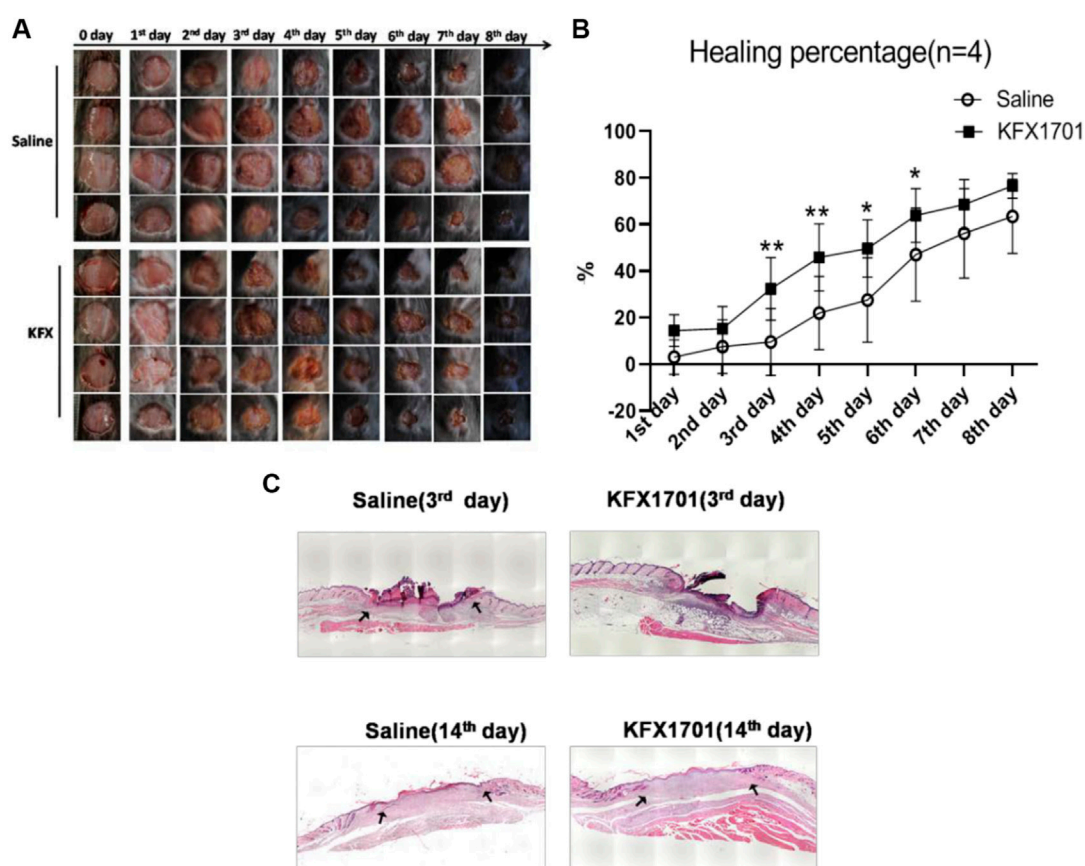 A
0 day 1st day 2nd day 3rd day 4th day 5th day 6th day 7th day 8th day
Saline
KFX
B
Healing percentage(n=4)
Saline
KFX1701
100
80
60
40
20
0
-20
%
**
**
*
*
1st day
2nd day
3rd day
4th day
5th day
6th day
7th day
8th day
C
Saline(3rd day)
KFX1701(3rd day)
Saline(14th day)
KFX1701(14th day)